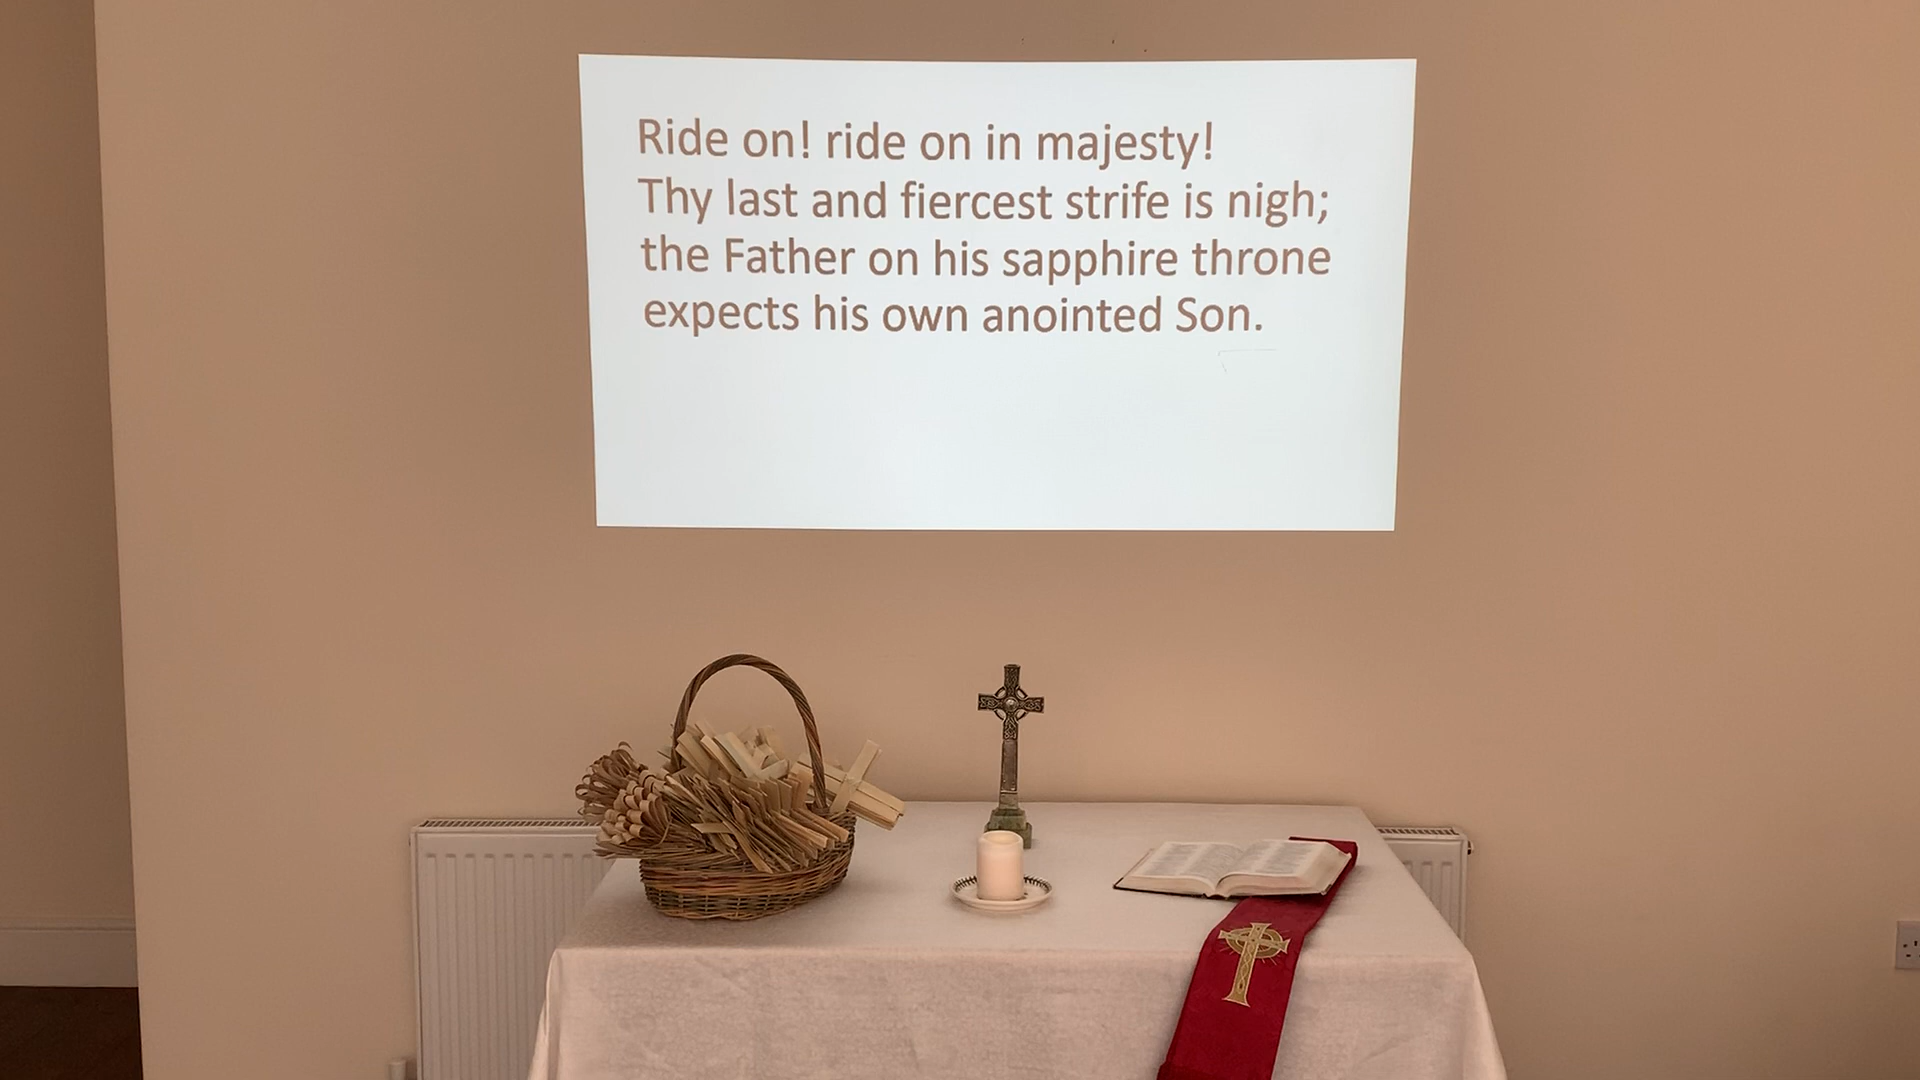 Ride on! ride on in majesty!
Thy last and fiercest strife is nigh;
the Father on his sapphire throne
expects his own anointed Son.